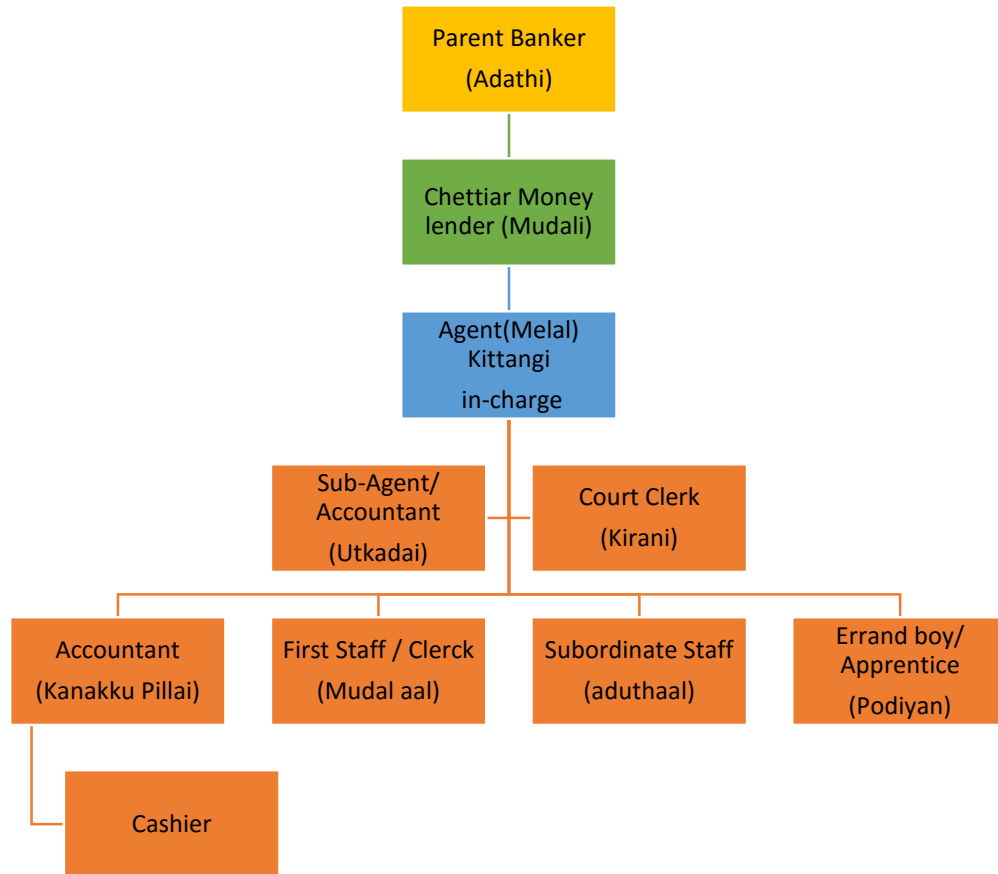 Parent Banker
(Adathi)
Chettiar Money
lender (Mudali)
Agent(Melal)
Kittangi
in-charge
Sub-Agent/
Accountant
(Utkadai)
Court Clerk
(Kirani)
Accountant
(Kanakku Pillai)
First Staff / Clerck
(Mudal aal)
Subordinate Staff
(aduthaal)
Errand boy/
Apprentice
(Podiyan)
Cashier